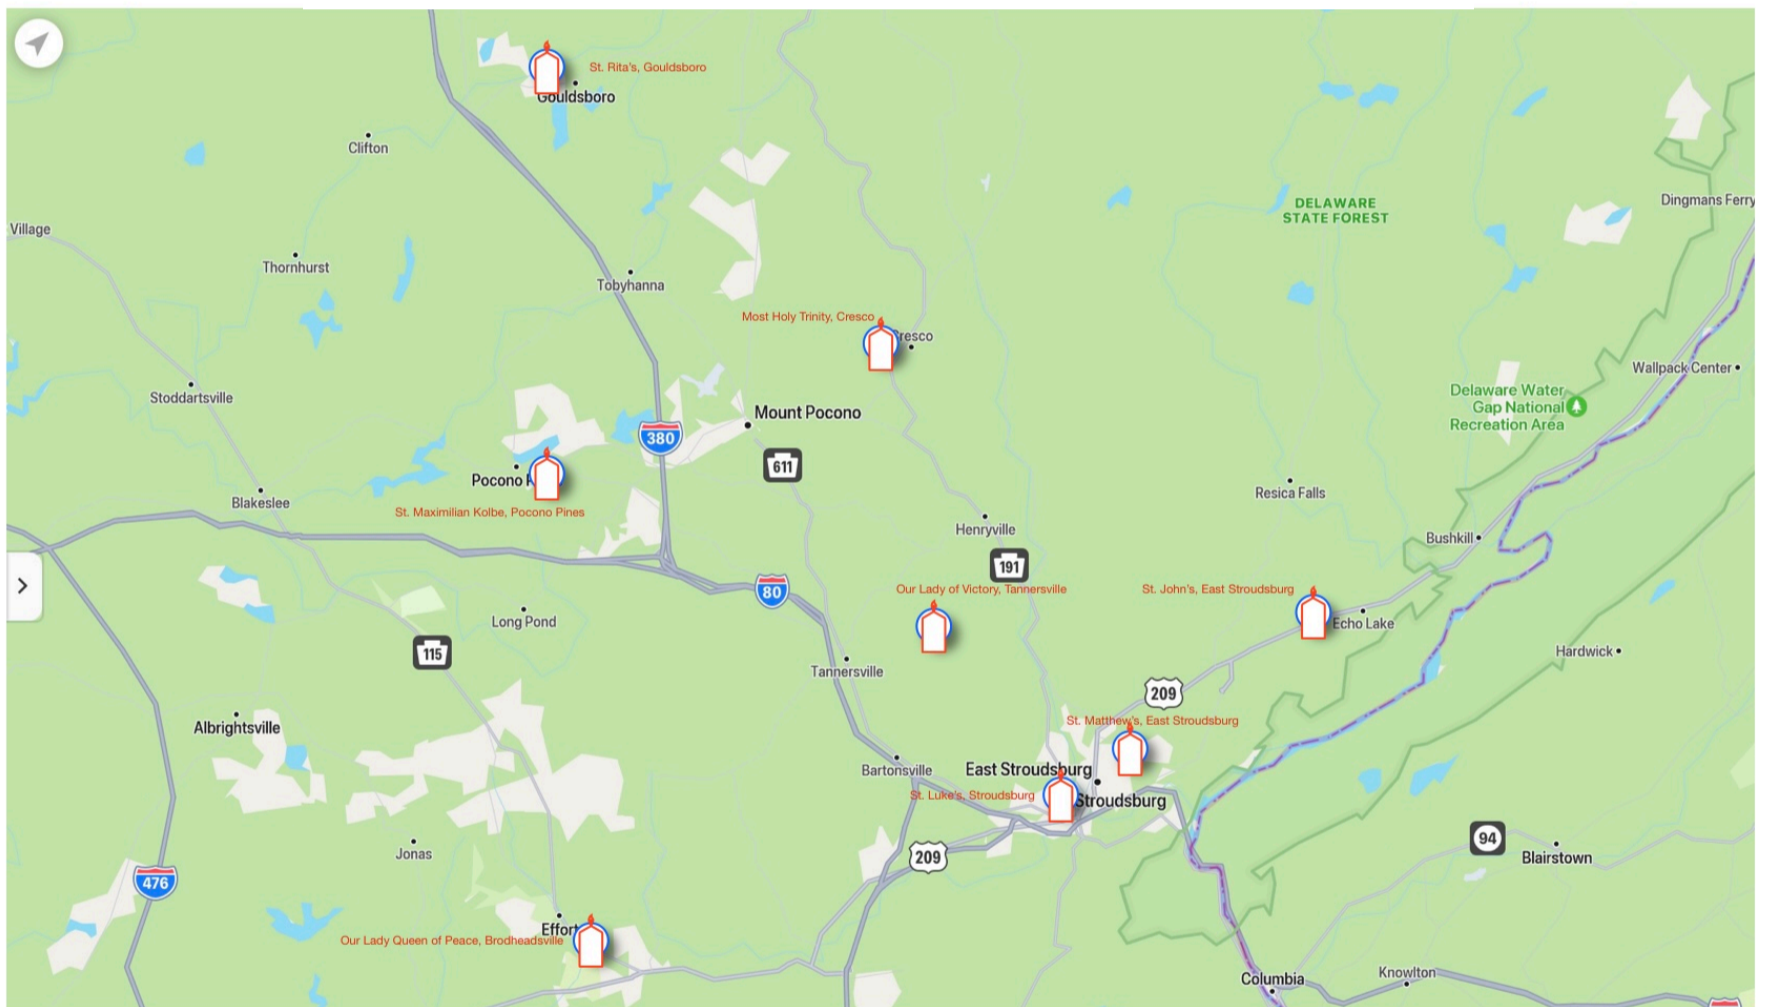 St. Rita's, Gouldsboro
Gouldsboro
Clifton
DELAWARE
STATE FOREST
Dingmans Ferry
Village
Thornhurst
Tobyhanna
Most Holy Trinity, Cresco
Cresco
Wallpack Center
Stoddartsville
Delaware Water
Gap National
Recreation Area
Mount Pocono
380
611
Pocono
St. Maximilian Kolbe, Pocono Pines
Blakeslee
Resica Falls
Henryville
Bushkill
191
80
Our Lady of Victory, Tannersville
St. John's, East Stroudsburg
Long Pond
Echo Lake
115
Hardwick
Tannersville
209
Albrightsville
St. Matthew's, East Stroudsburg
Bartonsville
East Stroudsburg
St. Luke's, Stroudsburg
Stroudsburg
94
Jonas
209
Blairstown
476
Effort
Our Lady Queen of Peace, Brodheadsville
Columbia
Knowlton